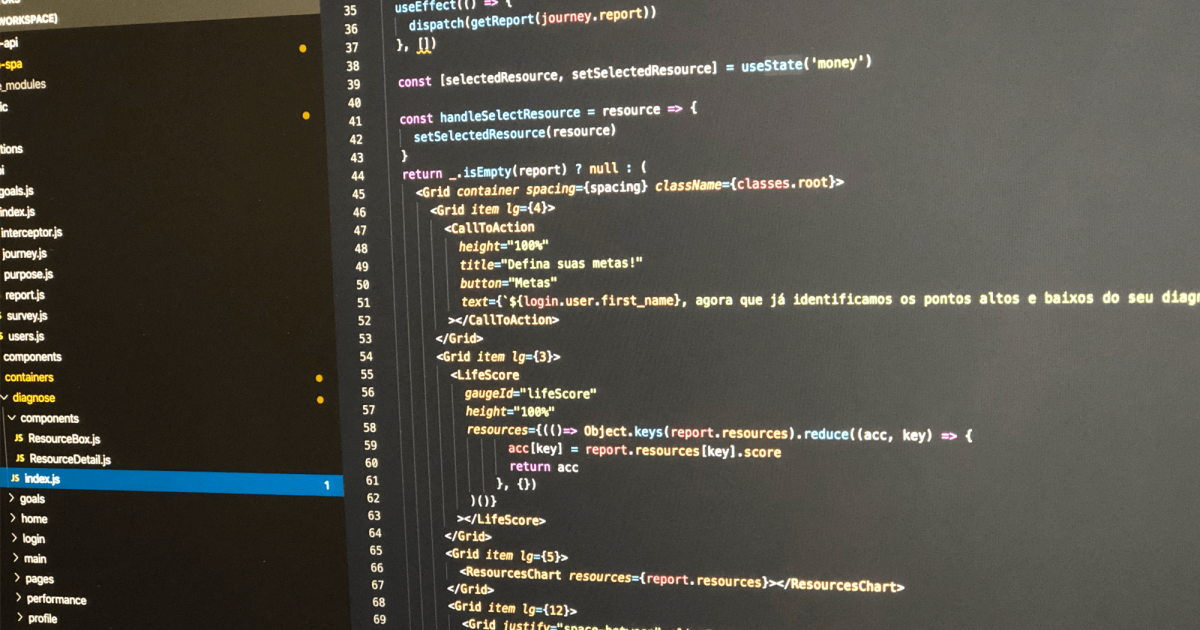 WORKSPACE)
-api
-spa
_modules
ic
tions
goals.js
index.js
interceptor.js
journey.js
purpose.js
report.js
survey.js
users.js
components
containers
diagnose
components
JS ResourceBox.js
JS ResourceDetail.js
JS index.js 1
goals
home
login
main
pages
performance
profile
35 useEffect(() => {
36 dispatch(getReport(journey.report))
37 }, [])
38
39 const [selectedResource, setSelectedResource] = useState('money')
40
41 const handleSelectResource = resource => {
42 setSelectedResource(resource)
43 }
44 return _.isEmpty(report) ? null : (
45 <Grid container spacing={spacing} className={classes.root}>
46 <Grid item lg={4}>
47 <CallToAction
48 height="100%"
49 title="Defina suas metas!"
50 button="Metas"
51 text={`${login.user.first_name}, agora que já identificamos os pontos altos e baixos do seu diagn
52 ></CallToAction>
53 </Grid>
54 <Grid item lg={3}>
55 <LifeScore
56 gaugeId="lifeScore"
57 height="100%"
58 resources={(()=> Object.keys(report.resources).reduce((acc, key) => {
59 acc[key] = report.resources[key].score
60 return acc
61 }, {})
62 )()}
63 ></LifeScore>
64 </Grid>
65 <Grid item lg={5}>
66 <ResourcesChart resources={report.resources}></ResourcesChart>
67 </Grid>
68 <Grid item lg={12}>
69 <Grid justify="space-between"